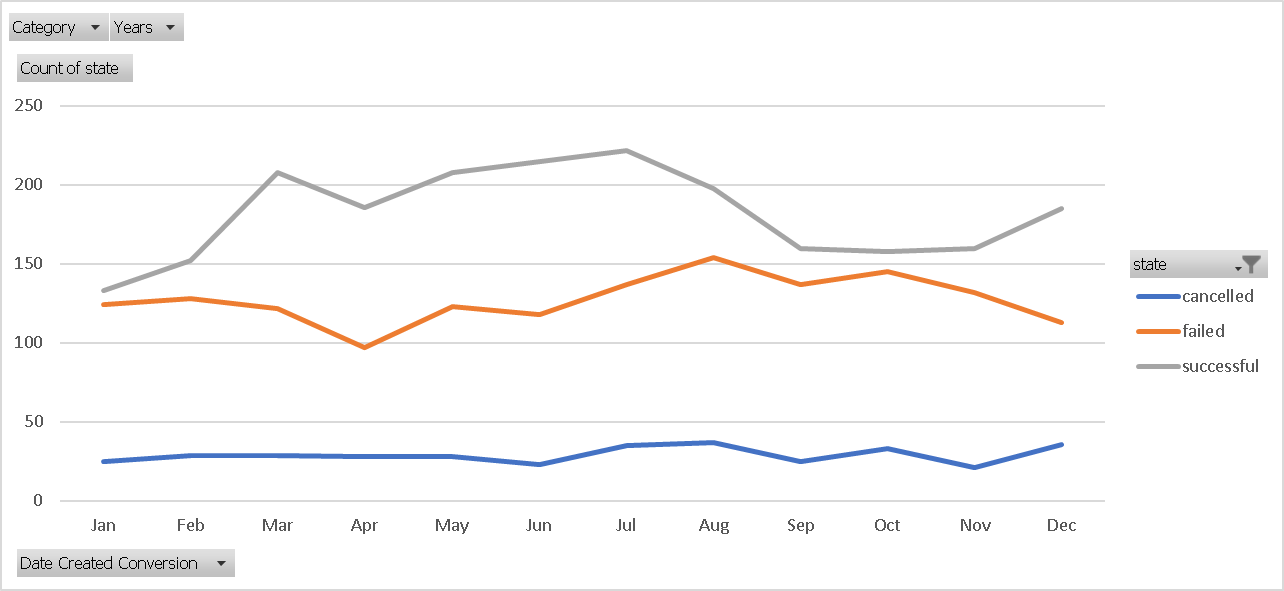 Category Years
Count of state
250
200
150
100
50
0
Jan Feb Mar Apr May Jun Jul Aug Sep Oct Nov Dec
state
cancelled
failed
successful
Date Created Conversion